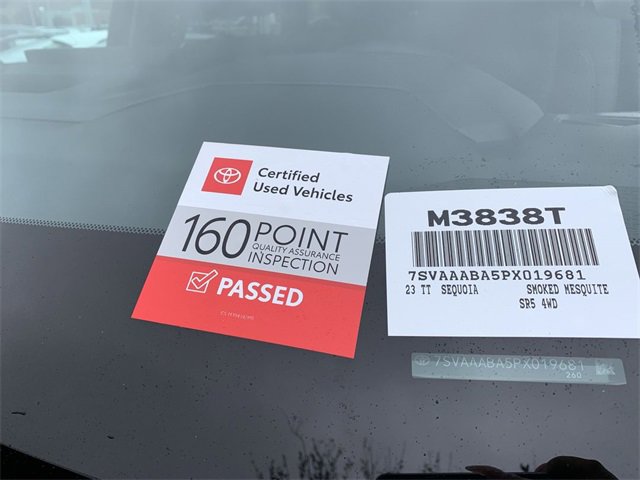 Certified
Used Vehicles
160 POINT
QUALITY ASSURANCE
INSPECTION
PASSED
M3838T
7SVAAABA5PX019681
23 TT SEQUOIA SMOKED MESQUITE
SR5 4WD
7SVAAABA5PX019681
260